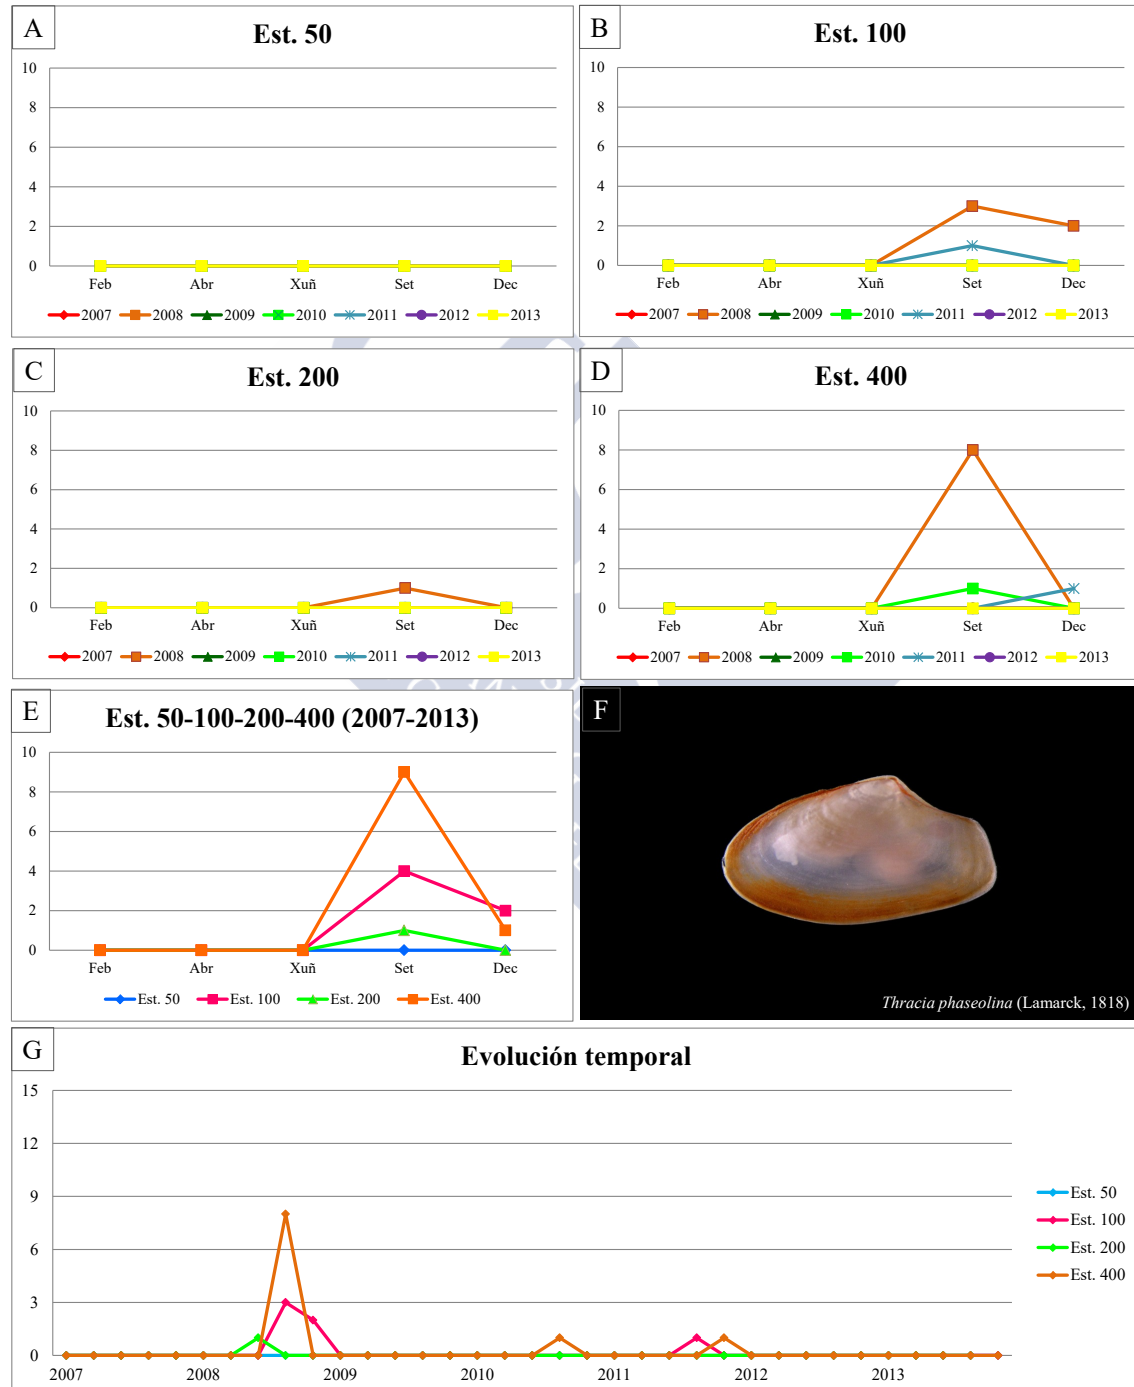 A
Est. 50
10
8
6
4
2
0
Feb Abr Xuñ Set Dec
2007 2008 2009 2010 2011 2012 2013
B
Est. 100
10
8
6
4
2
0
Feb Abr Xuñ Set Dec
2007 2008 2009 2010 2011 2012 2013
C
Est. 200
10
8
6
4
2
0
Feb Abr Xuñ Set Dec
2007 2008 2009 2010 2011 2012 2013
D
Est. 400
10
8
6
4
2
0
Feb Abr Xuñ Set Dec
2007 2008 2009 2010 2011 2012 2013
E
Est. 50-100-200-400 (2007-2013)
10
8
6
4
2
0
Feb Abr Xuñ Set Dec
Est. 50 Est. 100 Est. 200 Est. 400
F
Thracia phaseolina (Lamarck, 1818)
G
Evolución temporal
15
12
9
6
3
0
2007 2008 2009 2010 2011 2012 2013
Est. 50
Est. 100
Est. 200
Est. 400